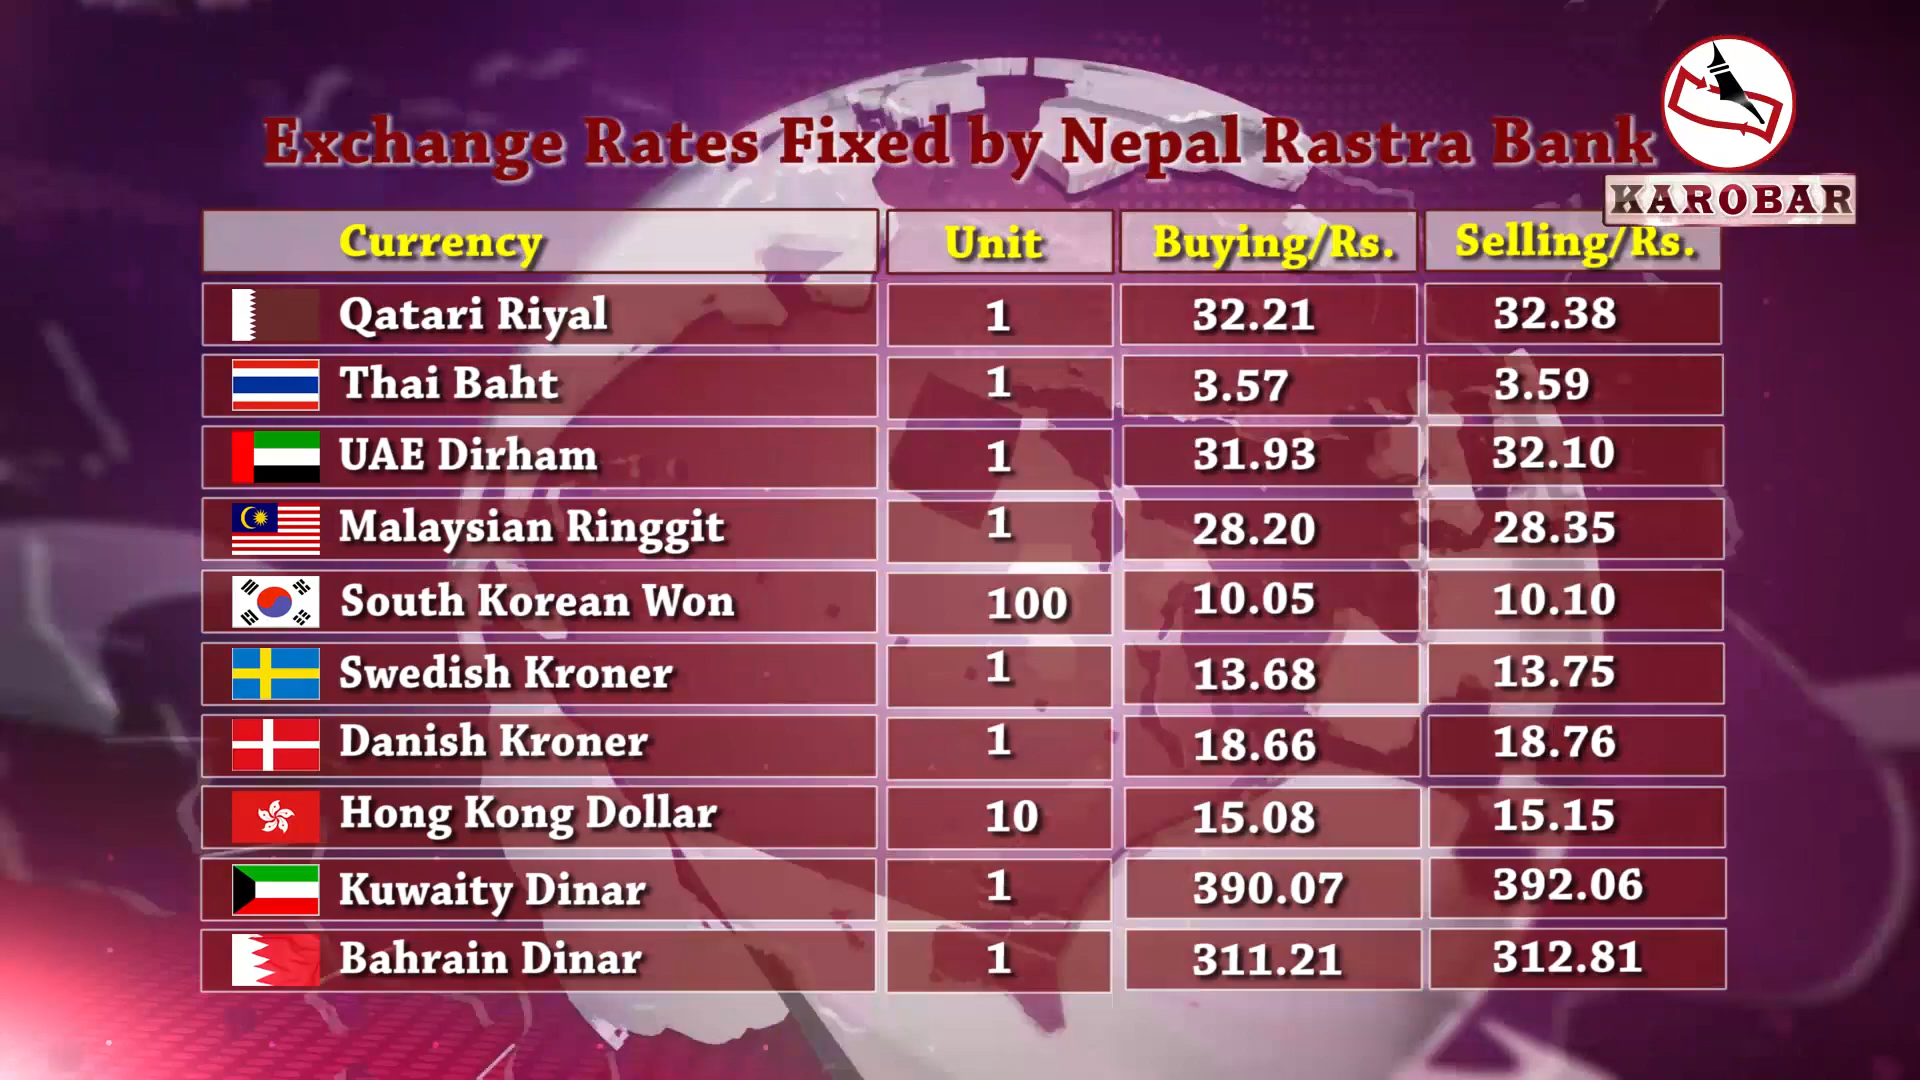 Exchange Rates Fixed by Nepal Rastra Bank
KAROBAR
Currency Unit Buying/Rs. Selling/Rs.
Qatari Riyal 1 32.21 32.38
Thai Baht 1 3.57 3.59
UAE Dirham 1 31.93 32.10
Malaysian Ringgit 1 28.20 28.35
South Korean Won 100 10.05 10.10
Swedish Kroner 1 13.68 13.75
Danish Kroner 1 18.66 18.76
Hong Kong Dollar 10 15.08 15.15
Kuwaity Dinar 1 390.07 392.06
Bahrain Dinar 1 311.21 312.81